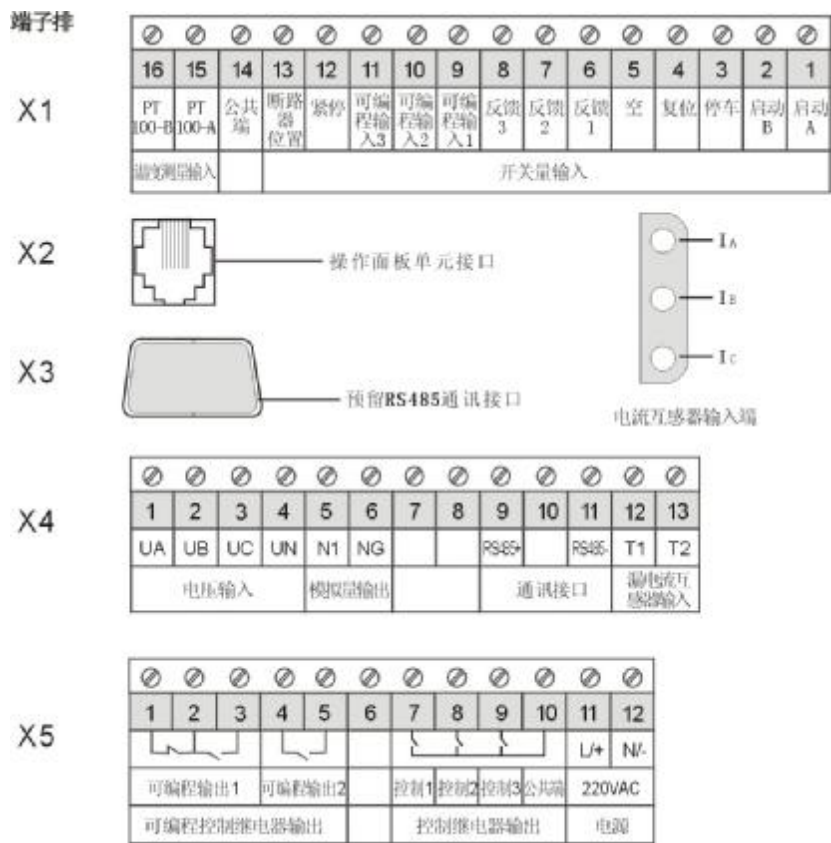 端子排
X1
16 15 14 13 12 11 10 9 8 7 6 5 4 3 2 1
PT 100-B PT 100-A 公共端 断路器位置 紧停 可编程输入3 可编程输入2 可编程输入1 反馈3 反馈2 反馈1 空 复位 停车 启动B 启动A
温度测量输入 开关量输入
X2
操作面板单元接口
IA
IB
IC
电流互感器输入端
X3
预留RS485通讯接口
X4
1 2 3 4 5 6 7 8 9 10 11 12 13
UA UB UC UN N1 NG RS485+ RS485- T1 T2
电压输入 模拟量输出 通讯接口 漏电流互感器输入
X5
1 2 3 4 5 6 7 8 9 10 11 12
L/+ N/-
可编程输出1 可编程输出2 控制1 控制2 控制3 公共端 220VAC
可编程控制继电器输出 控制继电器输出 电源